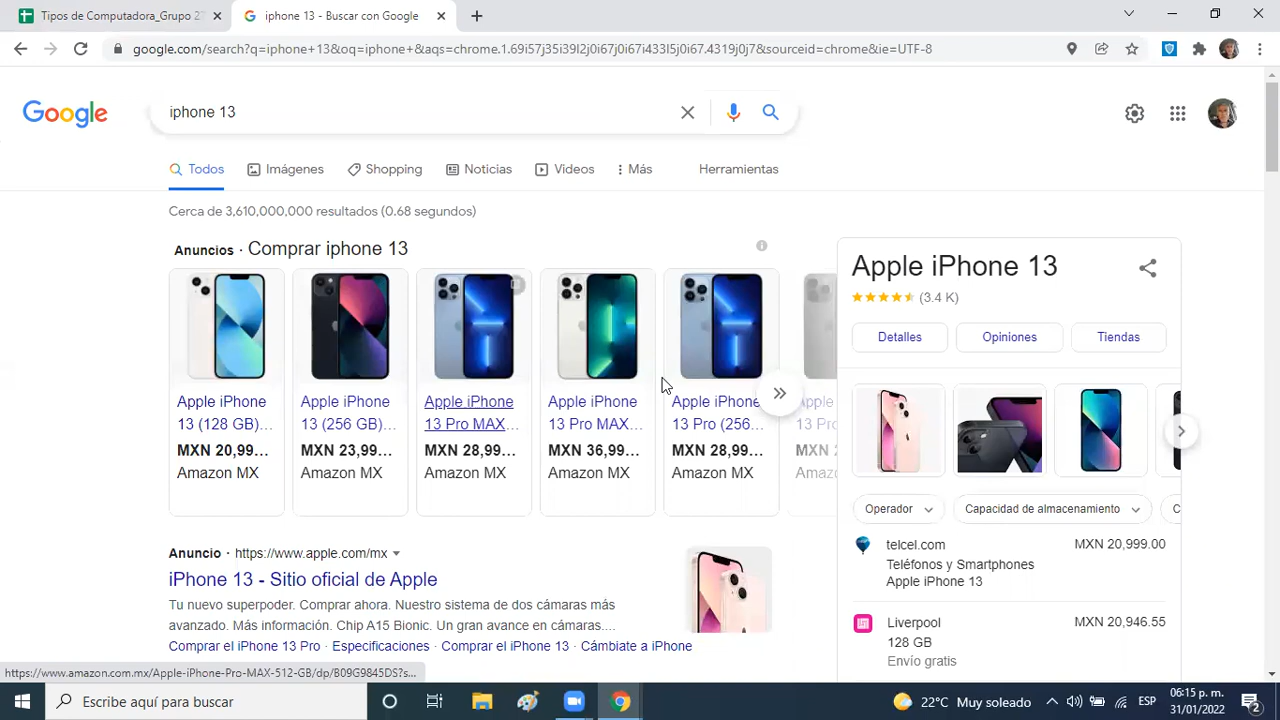 Tipos de Computadora_Grupo 2
iphone 13 - Buscar con Google
google.com/search?q=iphone+13&oq=iphone+&aqs=chrome.1.69i57j35i39l2j0i67j0i67i433l5j0i67.4319j0j7&sourceid=chrome&ie=UTF-8
Google
iphone 13
Todos
Imágenes
Shopping
Noticias
Videos
Más
Herramientas
Cerca de 3,610,000,000 resultados (0.68 segundos)
Anuncios · Comprar iphone 13
Apple iPhone
13 (128 GB)...
MXN 20,99...
Amazon MX
Apple iPhone
13 (256 GB)...
MXN 23,99...
Amazon MX
Apple iPhone
13 Pro MAX...
MXN 28,99...
Amazon MX
Apple iPhone
13 Pro MAX...
MXN 36,99...
Amazon MX
Apple iPhone
13 Pro (256...
MXN 28,99...
Amazon MX
Apple
13 Pro
MXN 2
Amazo
Anuncio · https://www.apple.com/mx
iPhone 13 - Sitio oficial de Apple
Tu nuevo superpoder. Comprar ahora. Nuestro sistema de dos cámaras más
avanzado. Más información. Chip A15 Bionic. Un gran avance en cámaras....
Comprar el iPhone 13 Pro · Especificaciones · Comprar el iPhone 13 · Cámbiate a iPhone
Apple iPhone 13
(3.4 K)
Detalles
Opiniones
Tiendas
Operador
Capacidad de almacenamiento
C
telcel.com
MXN 20,999.00
Teléfonos y Smartphones
Apple iPhone 13
Liverpool
MXN 20,946.55
128 GB
Envío gratis
https://www.amazon.com.mx/Apple-iPhone-Pro-MAX-512-GB/dp/B09G9845DS?s...
Escribe aquí para buscar
22°C Muy soleado
ESP
06:15 p. m.
31/01/2022
2